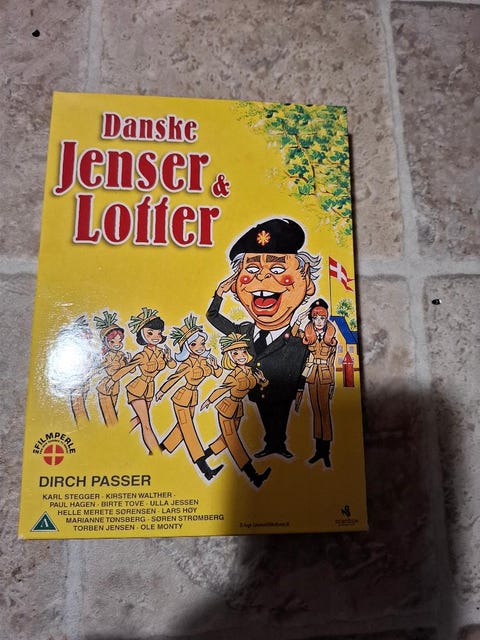 Danske
Jenser &
Lotter
EN FILMPERLE
DIRCH PASSER
KARL STEGGER · KIRSTEN WALTHER ·
PAUL HAGEN · BIRTE TOVE · ULLA JESSEN
HELLE MERETE SØRENSEN · LARS HØY
MARIANNE TØNSBERG · SØREN STRØMBERG
TORBEN JENSEN · OLE MONTY
A